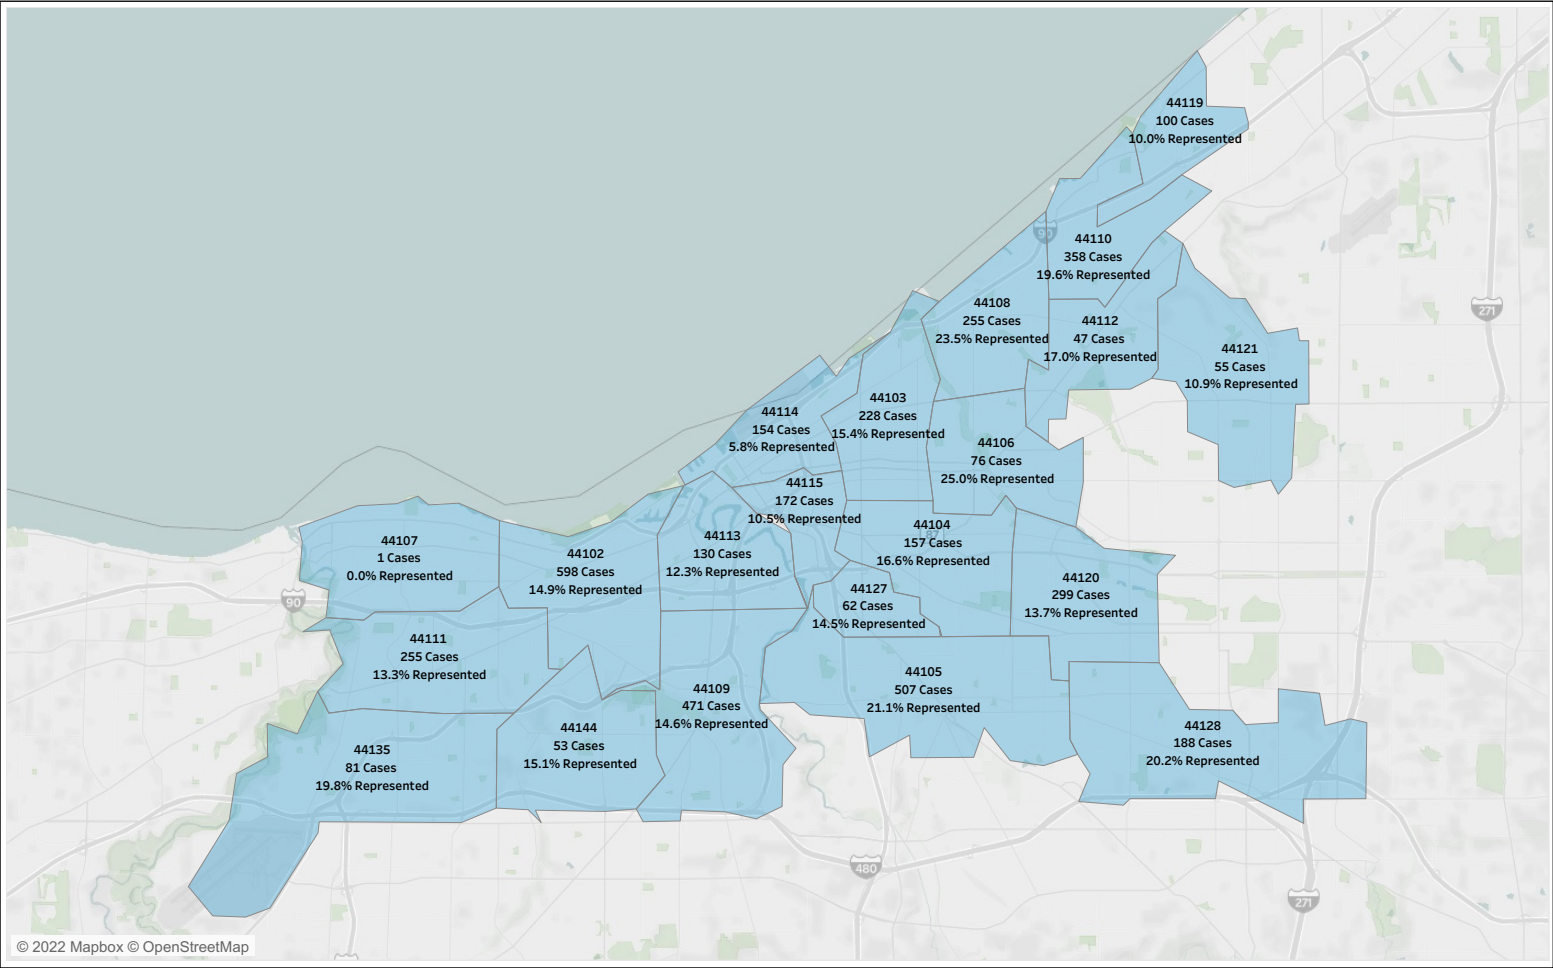 44119
100 Cases
10.0% Represented
90
44110
358 Cases
19.6% Represented
44108
255 Cases
23.5% Represented
44112
47 Cases
17.0% Represented
271
44121
55 Cases
10.9% Represented
44103
228 Cases
15.4% Represented
44114
154 Cases
5.8% Represented
44106
76 Cases
25.0% Represented
44115
172 Cases
10.5% Represented
44104
157 Cases
16.6% Represented
44113
130 Cases
12.3% Represented
44107
1 Cases
0.0% Represented
44102
598 Cases
14.9% Represented
90
44127
62 Cases
14.5% Represented
44120
299 Cases
13.7% Represented
44111
255 Cases
13.3% Represented
44105
507 Cases
21.1% Represented
44109
471 Cases
14.6% Represented
44144
53 Cases
15.1% Represented
44128
188 Cases
20.2% Represented
44135
81 Cases
19.8% Represented
480
271
© 2022 Mapbox © OpenStreetMap